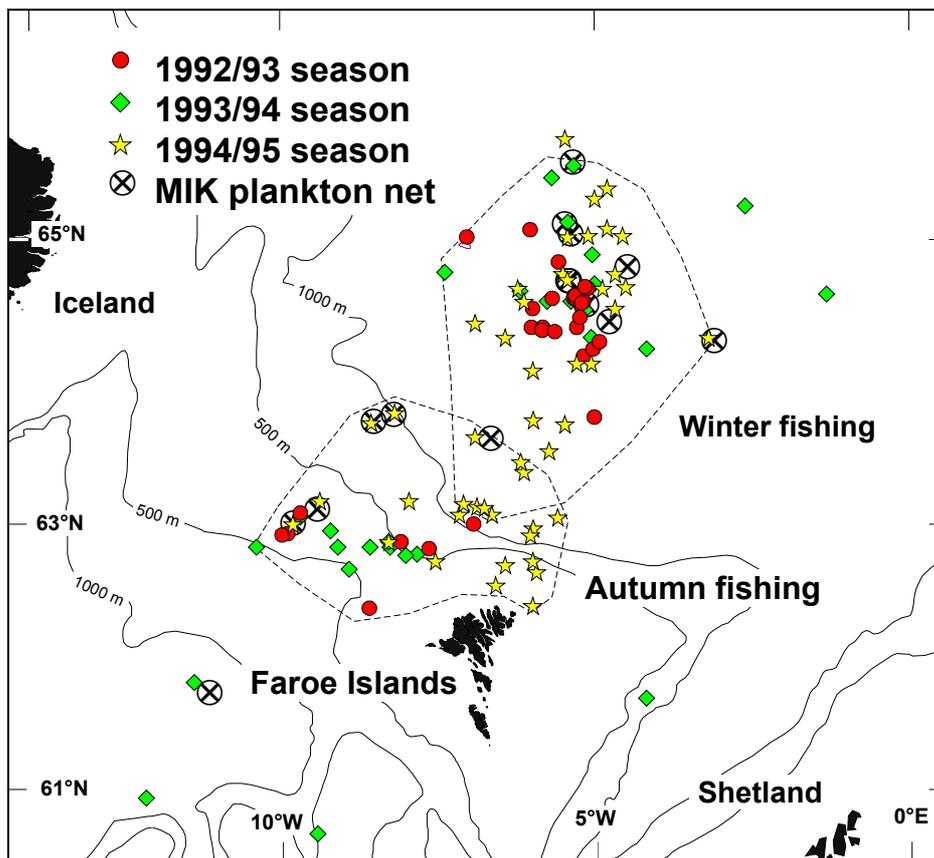 1992/93 season
1993/94 season
1994/95 season
MIK plankton net
65°N
Iceland
1000 m
500 m
Winter fishing
63°N
500 m
1000 m
Autumn fishing
Faroe Islands
61°N
Shetland
10°W
5°W
0°E